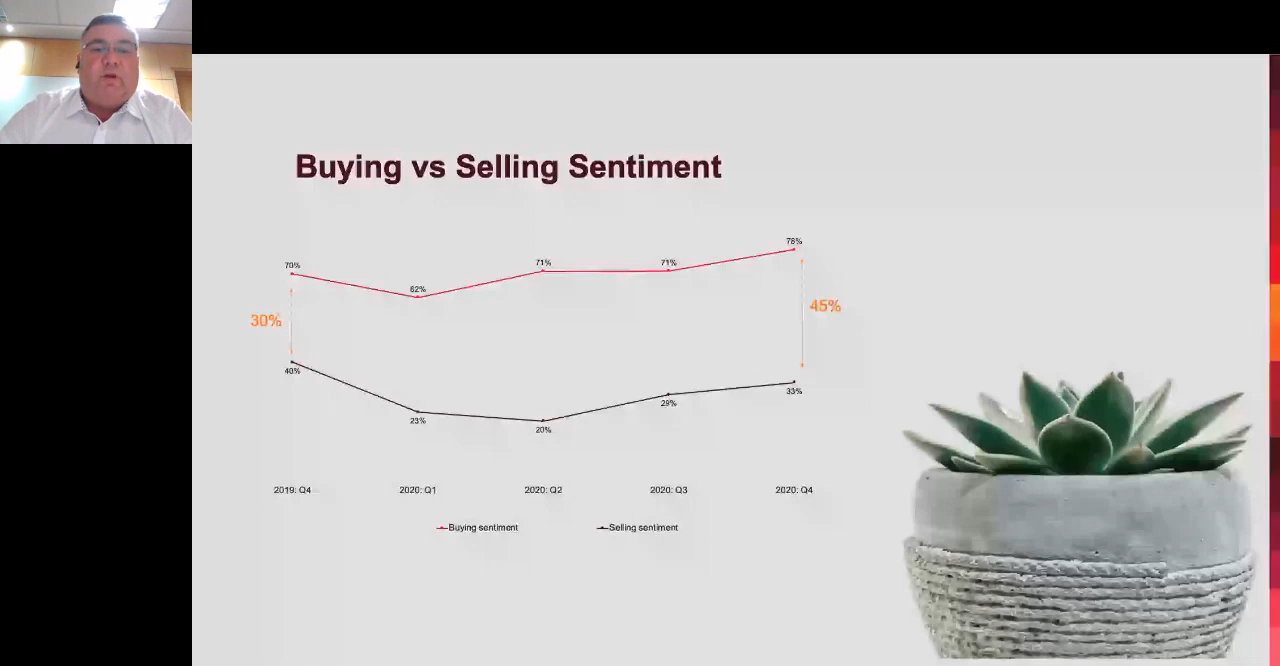 Buying vs Selling Sentiment
78%
70%
71%
71%
62%
30%
45%
40%
33%
29%
23%
20%
2019: Q4
2020: Q1
2020: Q2
2020: Q3
2020: Q4
Buying sentiment
Selling sentiment